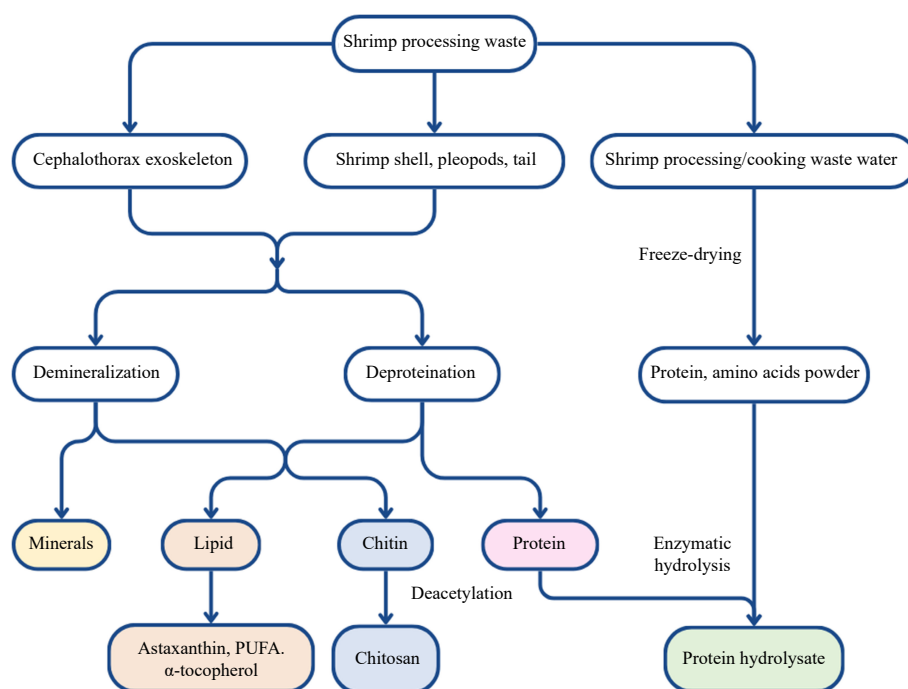 Shrimp processing waste
Cephalothorax exoskeleton
Shrimp shell, pleopods, tail
Shrimp processing/cooking waste water
Freeze-drying
Demineralization
Deproteination
Protein, amino acids powder
Minerals
Lipid
Chitin
Protein
Enzymatic
hydrolysis
Deacetylation
Astaxanthin, PUFA.
α-tocopherol
Chitosan
Protein hydrolysate